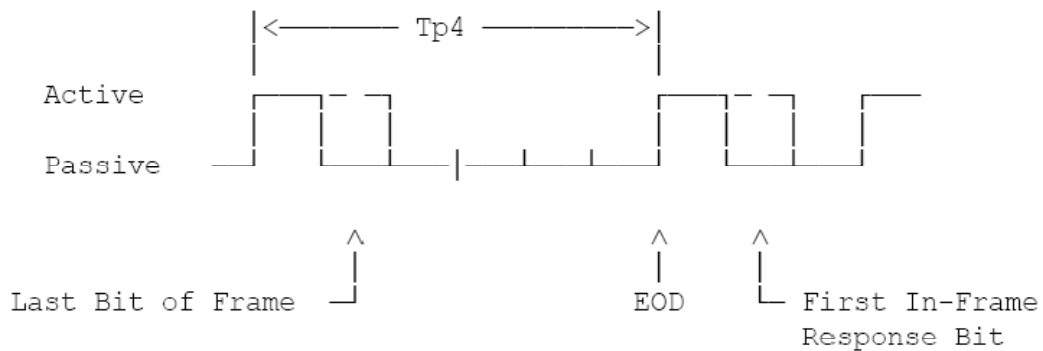 Tp4
Active
Passive
Last Bit of Frame
EOD
First In-Frame
Response Bit